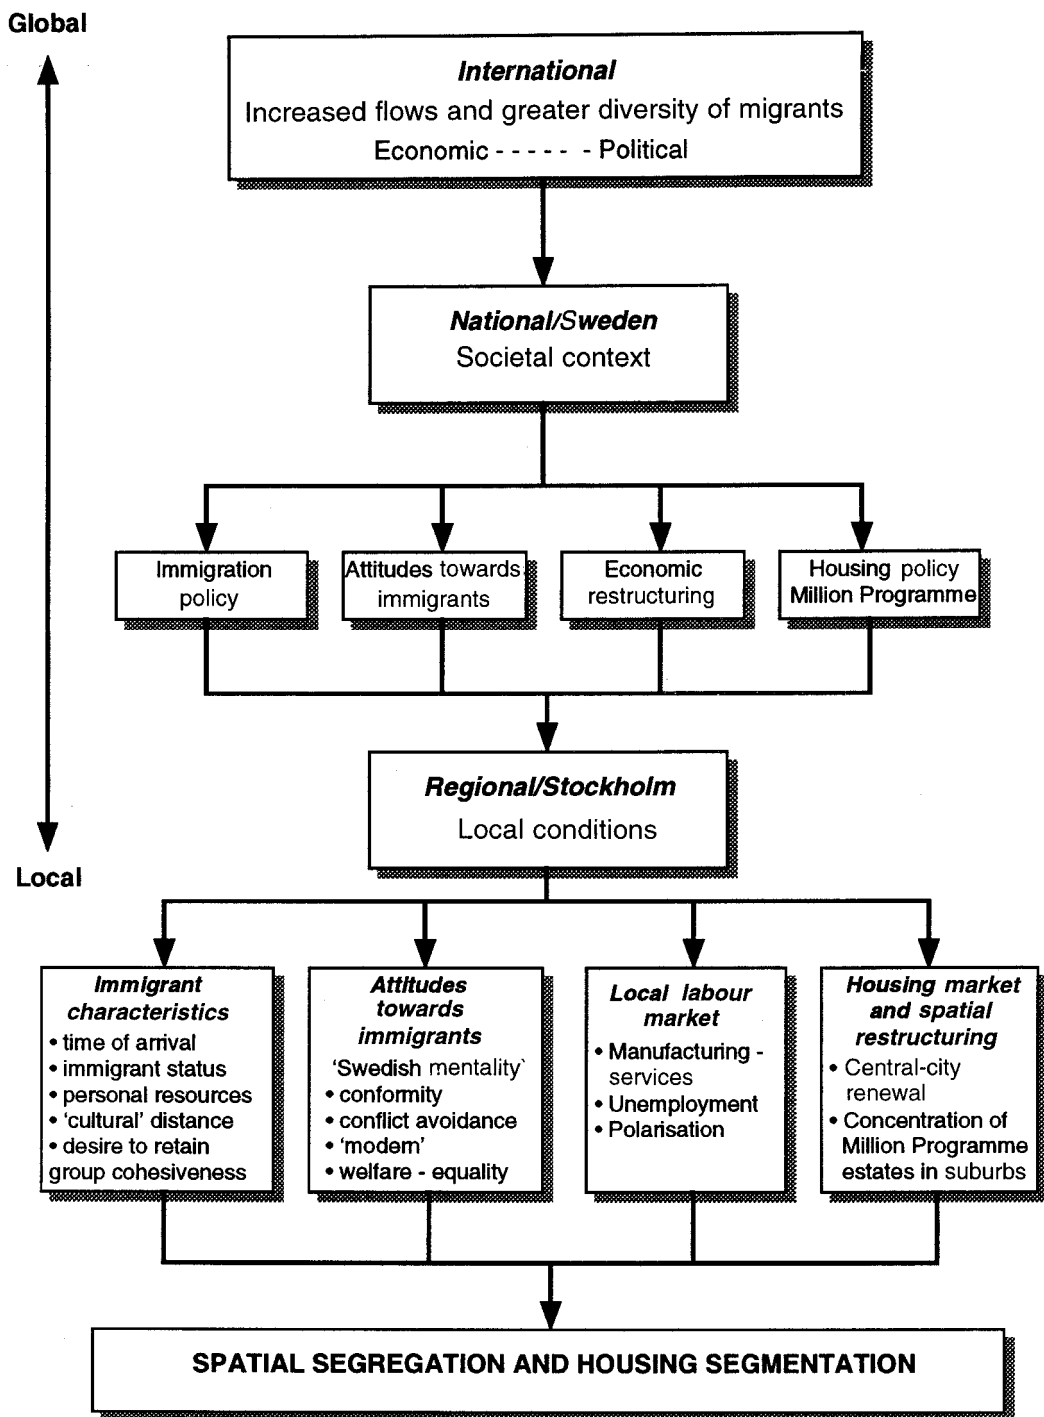 Global
International
Increased flows and greater diversity of migrants
Economic - - - - - - Political
National/Sweden
Societal context
Immigration
policy
Attitudes towards
immigrants
Economic
restructuring
Housing policy
Million Programme
Regional/Stockholm
Local conditions
Local
Immigrant
characteristics
• time of arrival
• immigrant status
• personal resources
• 'cultural' distance
• desire to retain
group cohesiveness
Attitudes
towards
immigrants
'Swedish mentality'
• conformity
• conflict avoidance
• 'modern'
• welfare - equality
Local labour
market
• Manufacturing -
services
• Unemployment
• Polarisation
Housing market
and spatial
restructuring
• Central-city
renewal
• Concentration of
Million Programme
estates in suburbs
SPATIAL SEGREGATION AND HOUSING SEGMENTATION